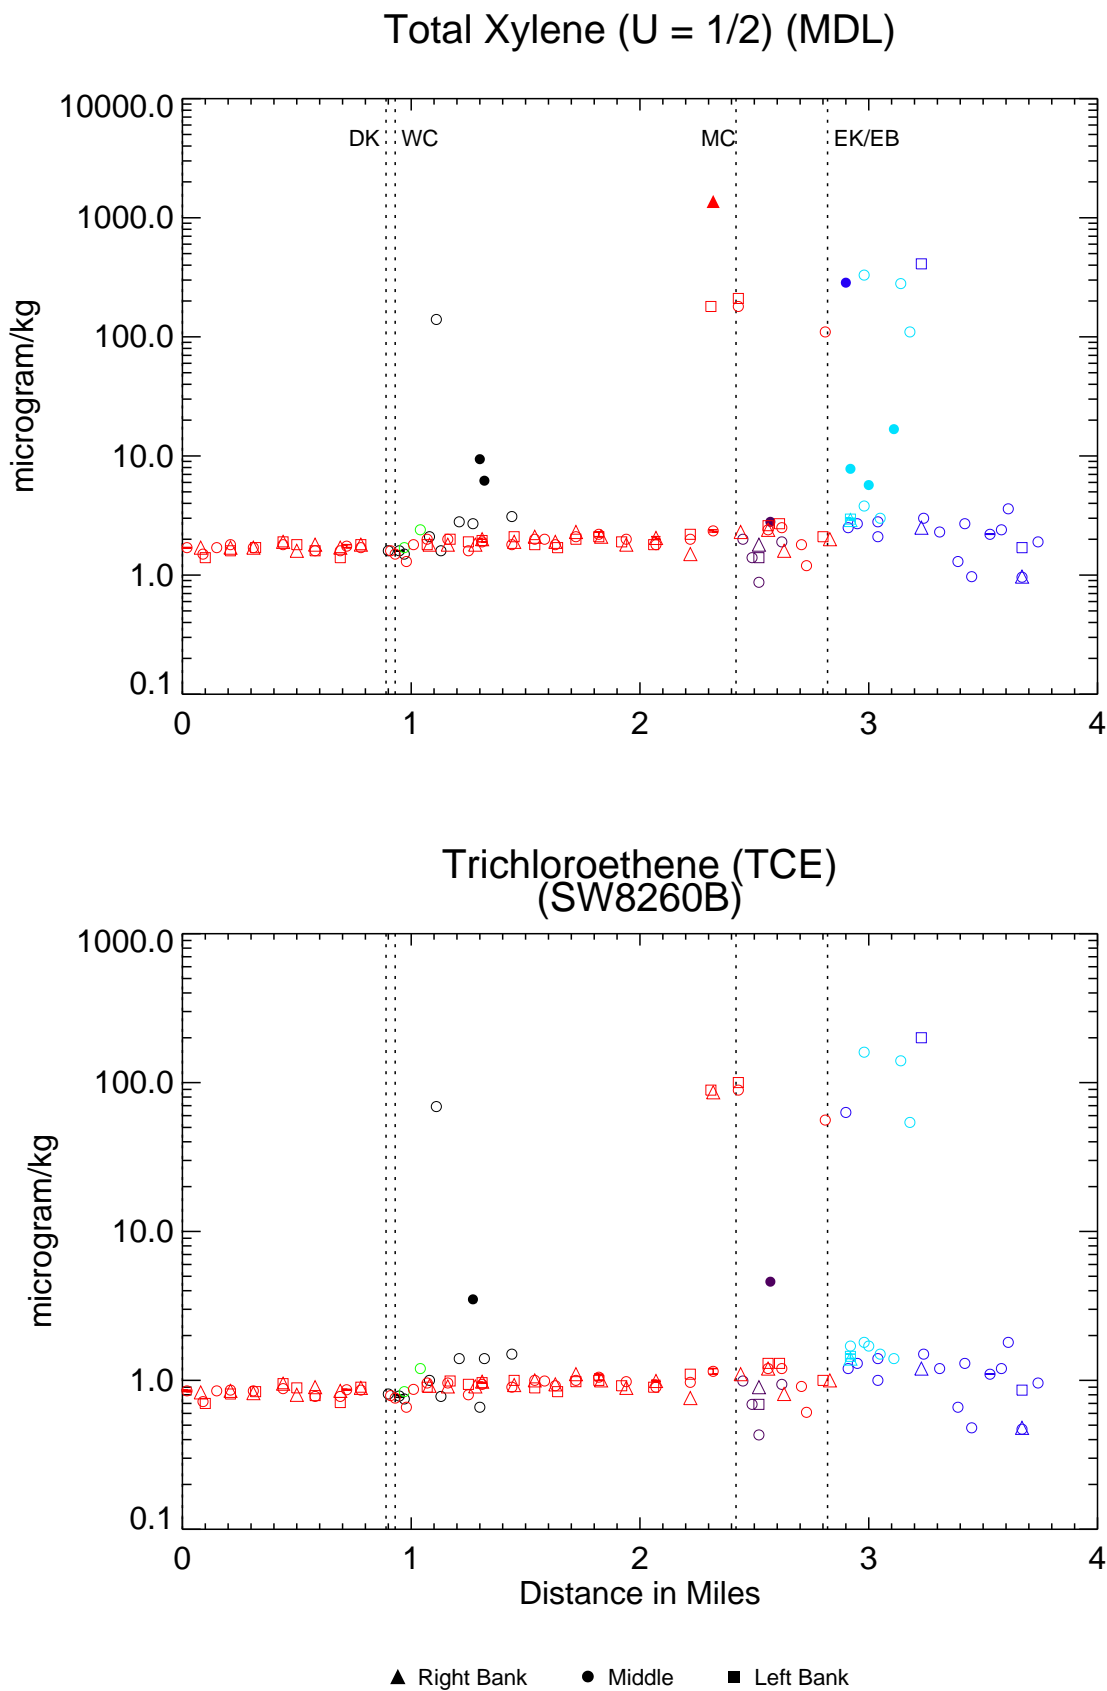 Total Xylene (U = 1/2) (MDL)
10000.0
DK WC MC EK/EB
1000.0
100.0
microgram/kg
10.0
1.0
0.1
0 1 2 3 4
Trichloroethene (TCE)
(SW8260B)
1000.0
100.0
microgram/kg
10.0
1.0
0.1
0 1 2 3 4
Distance in Miles
Right Bank Middle Left Bank